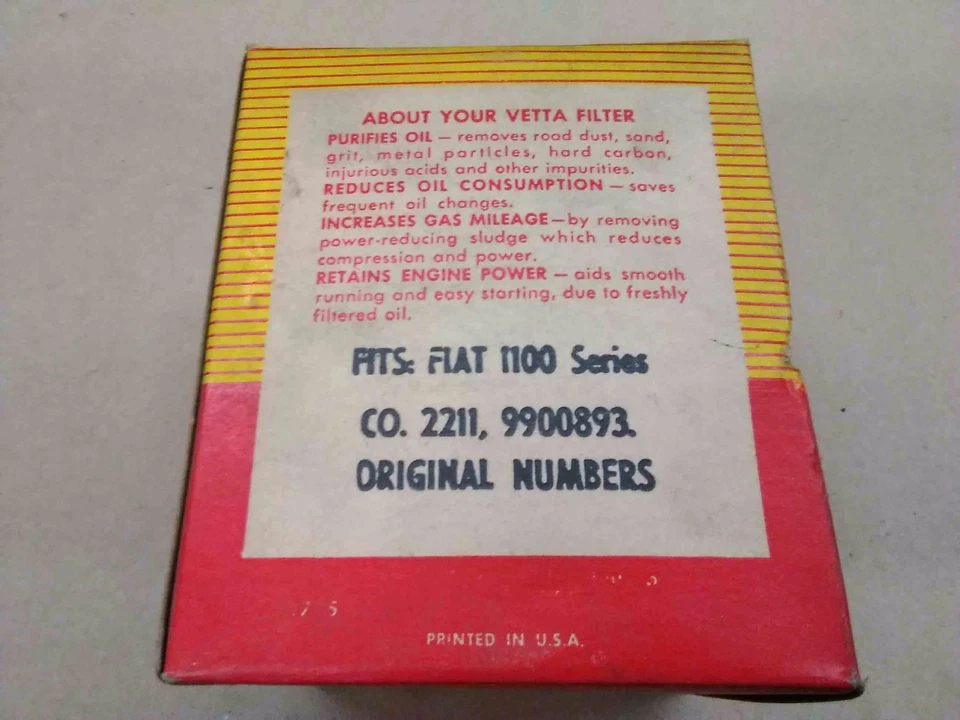 ABOUT YOUR VETTA FILTER
PURIFIES OIL — removes road dust, sand,
grit, metal particles, hard carbon,
injurious acids and other impurities.
REDUCES OIL CONSUMPTION — saves
frequent oil changes.
INCREASES GAS MILEAGE—by removing
power-reducing sludge which reduces
compression and power.
RETAINS ENGINE POWER — aids smooth
running and easy starting, due to freshly
filtered oil.
FITS: FIAT 1100 Series
CO. 2211, 9900893.
ORIGINAL NUMBERS
PRINTED IN U.S.A.